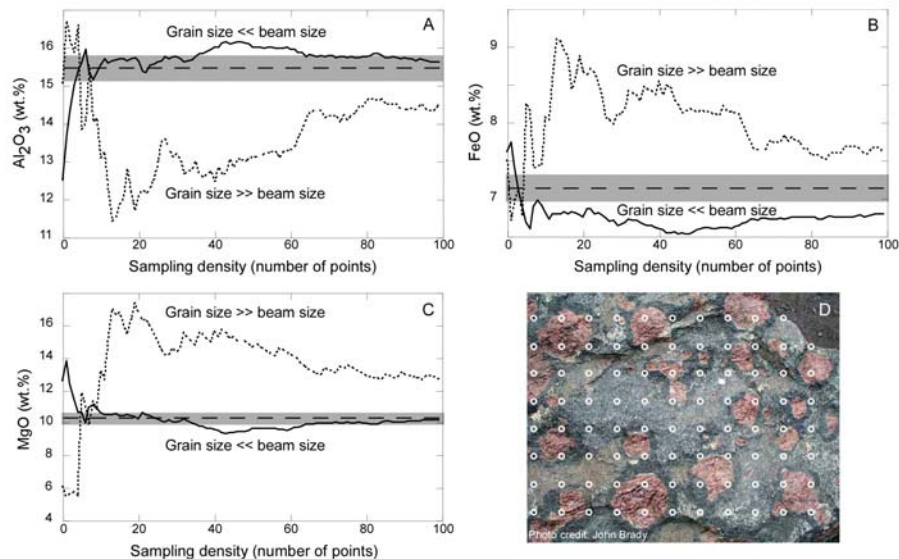 A
Grain size << beam size
Grain size >> beam size
Al2O3 (wt.%)
16
15
14
13
12
11
0 20 40 60 80 100
Sampling density (number of points)
B
Grain size >> beam size
Grain size << beam size
FeO (wt.%)
9
8
7
6
0 20 40 60 80 100
Sampling density (number of points)
C
Grain size >> beam size
Grain size << beam size
MgO (wt.%)
16
14
12
10
8
6
4
0 20 40 60 80 100
Sampling density (number of points)
D
Photo credit: John Brady